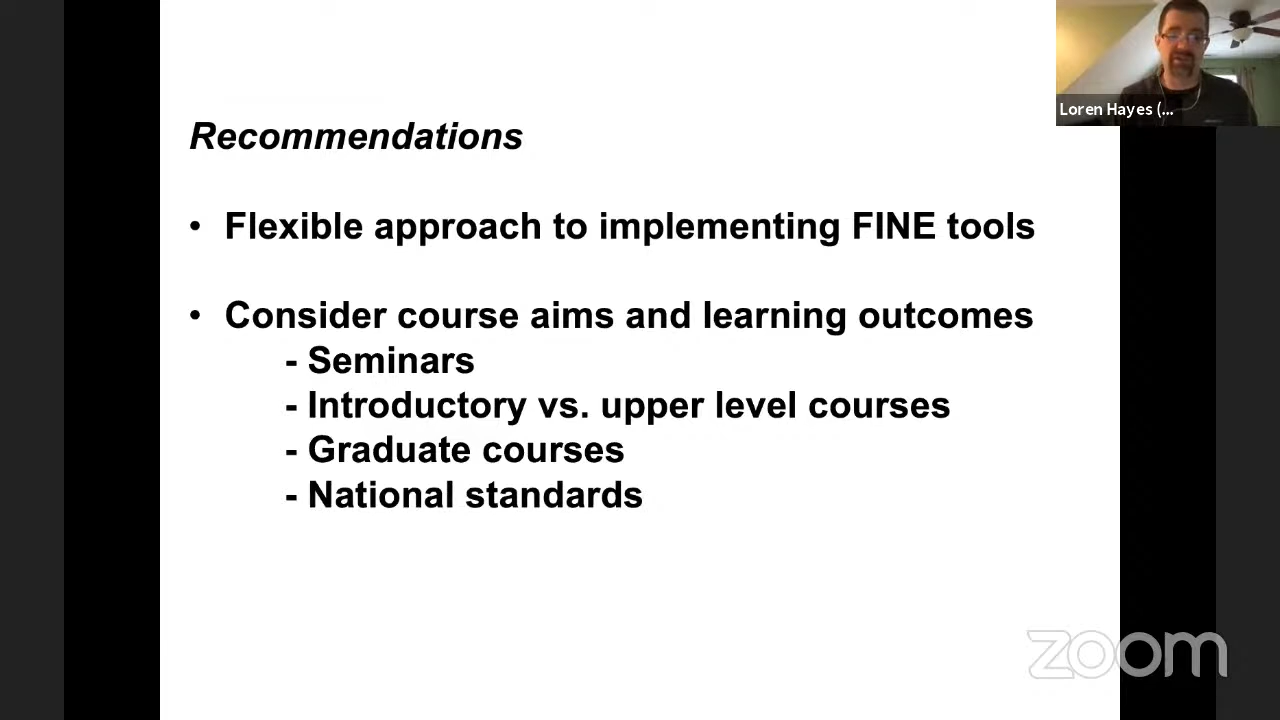 Recommendations
• Flexible approach to implementing FINE tools
• Consider course aims and learning outcomes
- Seminars
- Introductory vs. upper level courses
- Graduate courses
- National standards
Loren Hayes (...
zoom